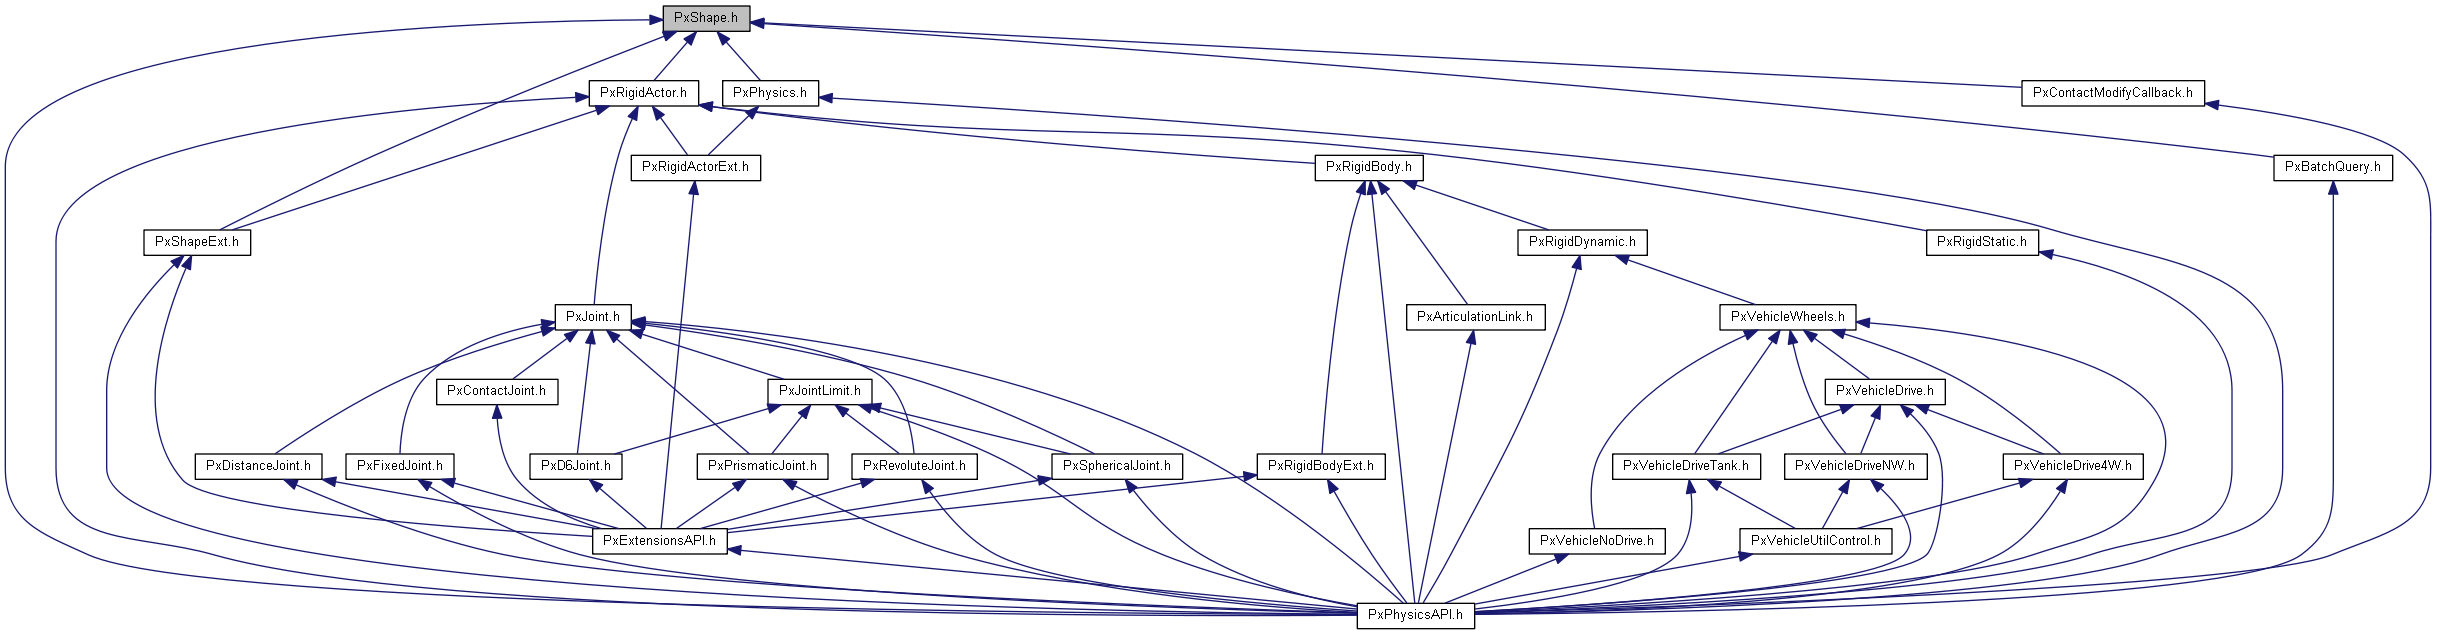 PxShape.h
PxRigidActor.h
PxPhysics.h
PxContactModifyCallback.h
PxRigidActorExt.h
PxRigidBody.h
PxBatchQuery.h
PxShapeExt.h
PxRigidDynamic.h
PxRigidStatic.h
PxJoint.h
PxArticulationLink.h
PxVehicleWheels.h
PxContactJoint.h
PxJointLimit.h
PxVehicleDrive.h
PxDistanceJoint.h
PxFixedJoint.h
PxD6Joint.h
PxPrismaticJoint.h
PxRevoluteJoint.h
PxSphericalJoint.h
PxRigidBodyExt.h
PxVehicleDriveTank.h
PxVehicleDriveNW.h
PxVehicleDrive4W.h
PxExtensionsAPI.h
PxVehicleNoDrive.h
PxVehicleUtilControl.h
PxPhysicsAPI.h